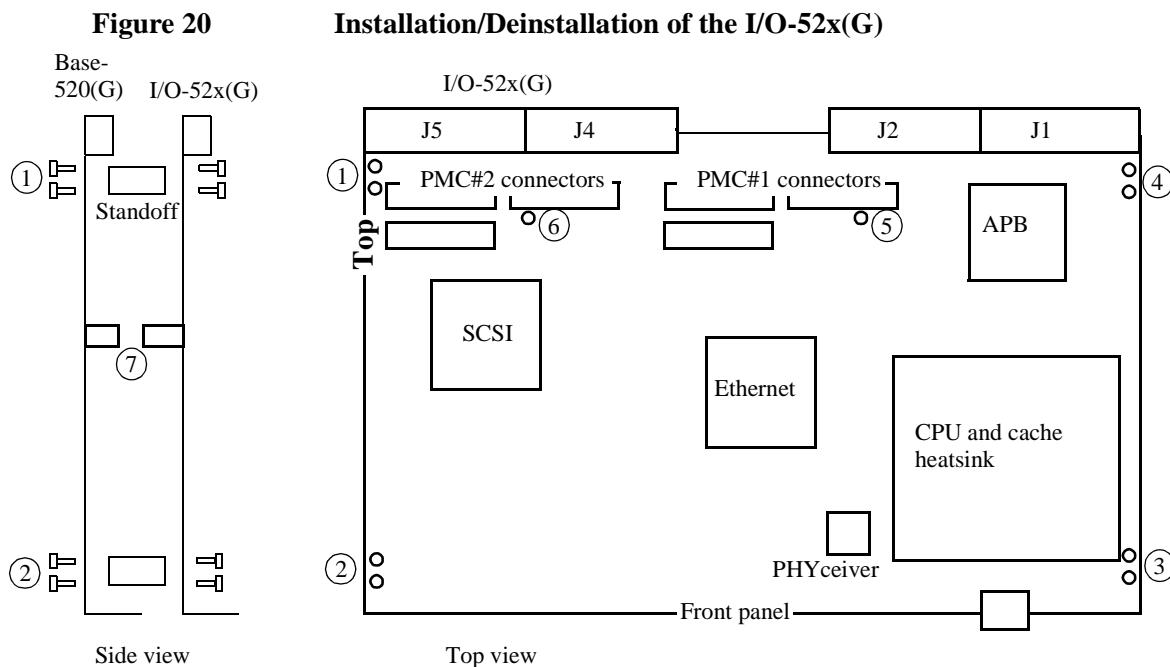 Figure 20 Installation/Deinstallation of the I/O-52x(G)
Base-
520(G) I/O-52x(G)
I/O-52x(G)
J5 J4 J2 J1
1
1
PMC#2 connectors
PMC#1 connectors
4
Standoff
6
5
APB
Top
SCSI
7
Ethernet
CPU and cache
heatsink
2
2
PHYceiver
3
Front panel
Side view
Top view